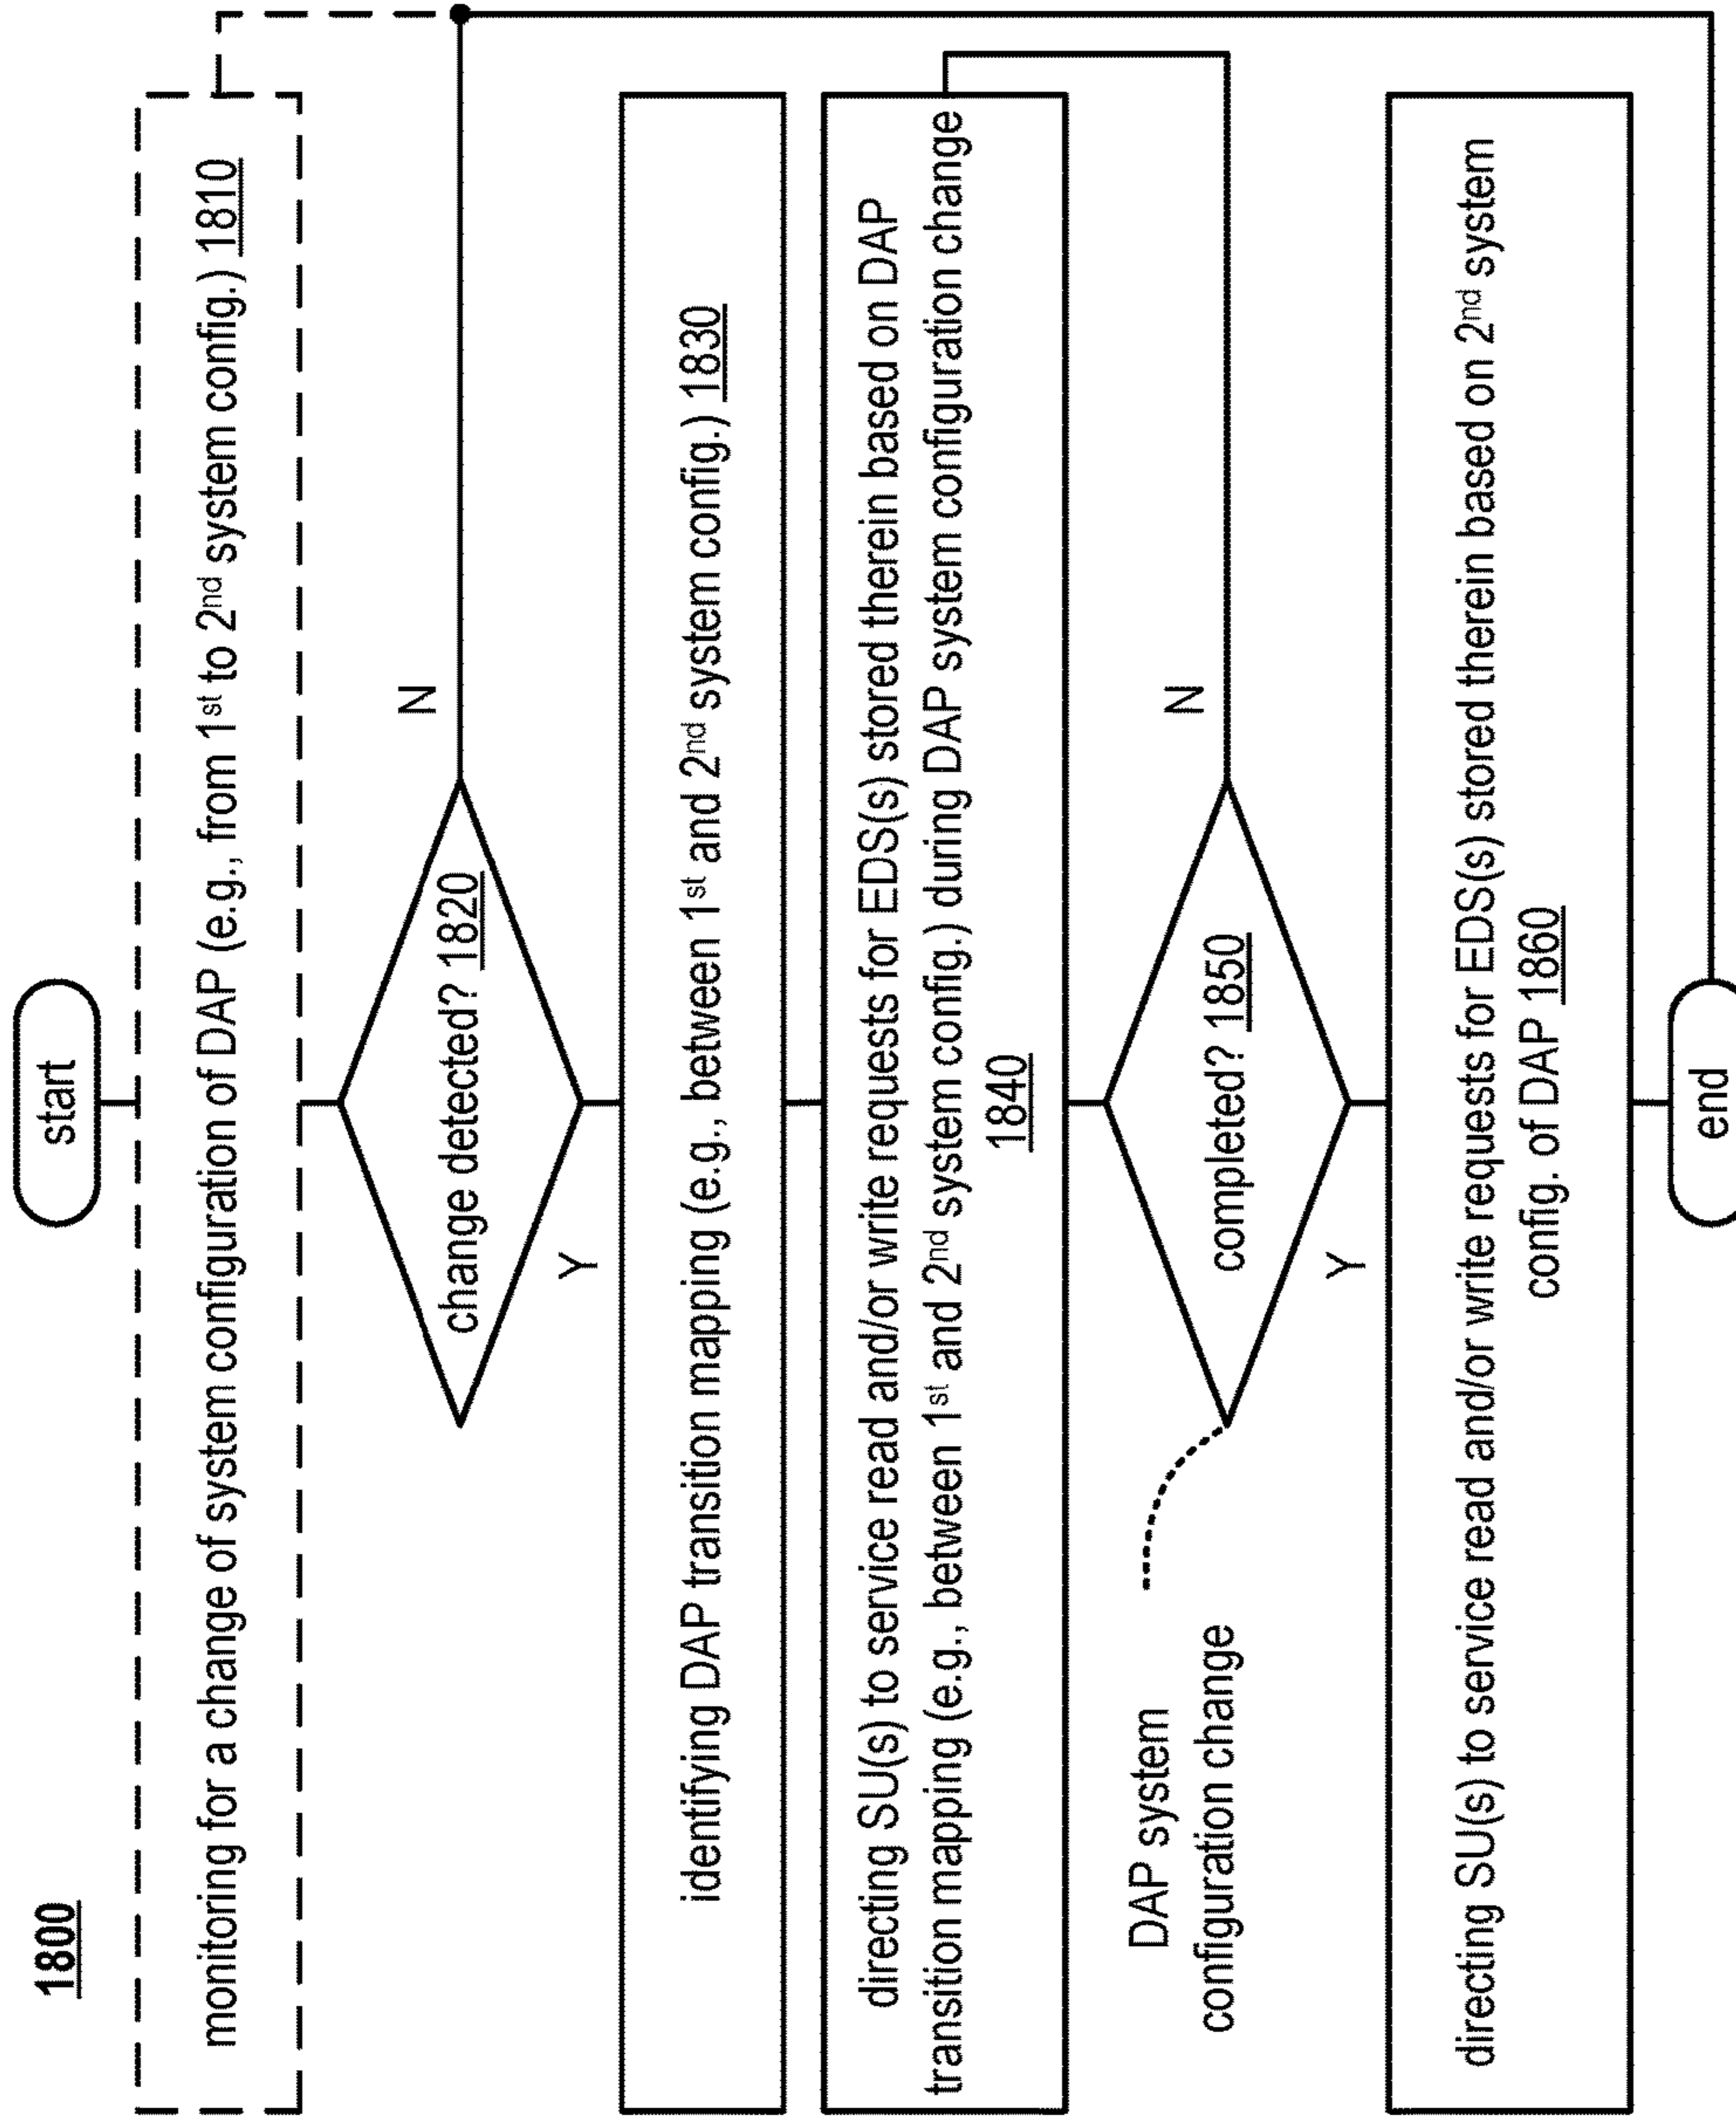 1800
start
monitoring for a change of system configuration of DAP (e.g., from 1st to 2nd system config.) 1810
change detected? 1820
N
Y
identifying DAP transition mapping (e.g., between 1st and 2nd system config.) 1830
directing SU(s) to service read and/or write requests for EDS(s) stored therein based on DAP
transition mapping (e.g., between 1st and 2nd system config.) during DAP system configuration change
1840
DAP system
configuration change
completed? 1850
N
Y
directing SU(s) to service read and/or write requests for EDS(s) stored therein based on 2nd system
config. of DAP 1860
end